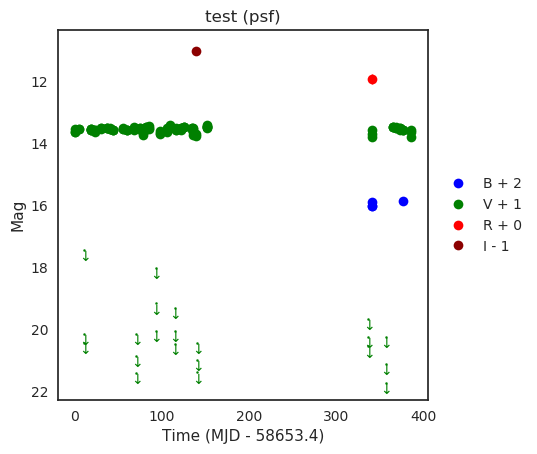 test (psf)
Mag
12
14
16
18
20
22
0
100
200
300
400
Time (MJD - 58653.4)
B + 2
V + 1
R + 0
I - 1